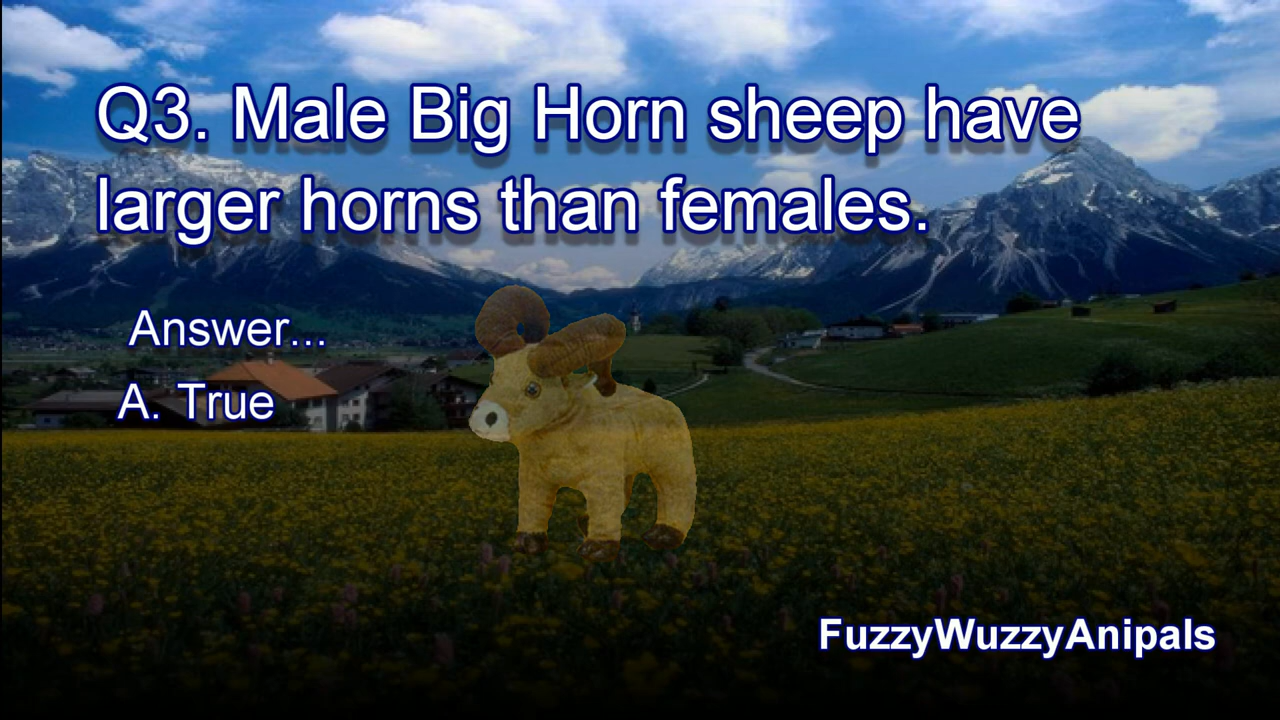 Q3. Male Big Horn sheep have
larger horns than females.
Answer...
A. True
FuzzyWuzzyAnipals